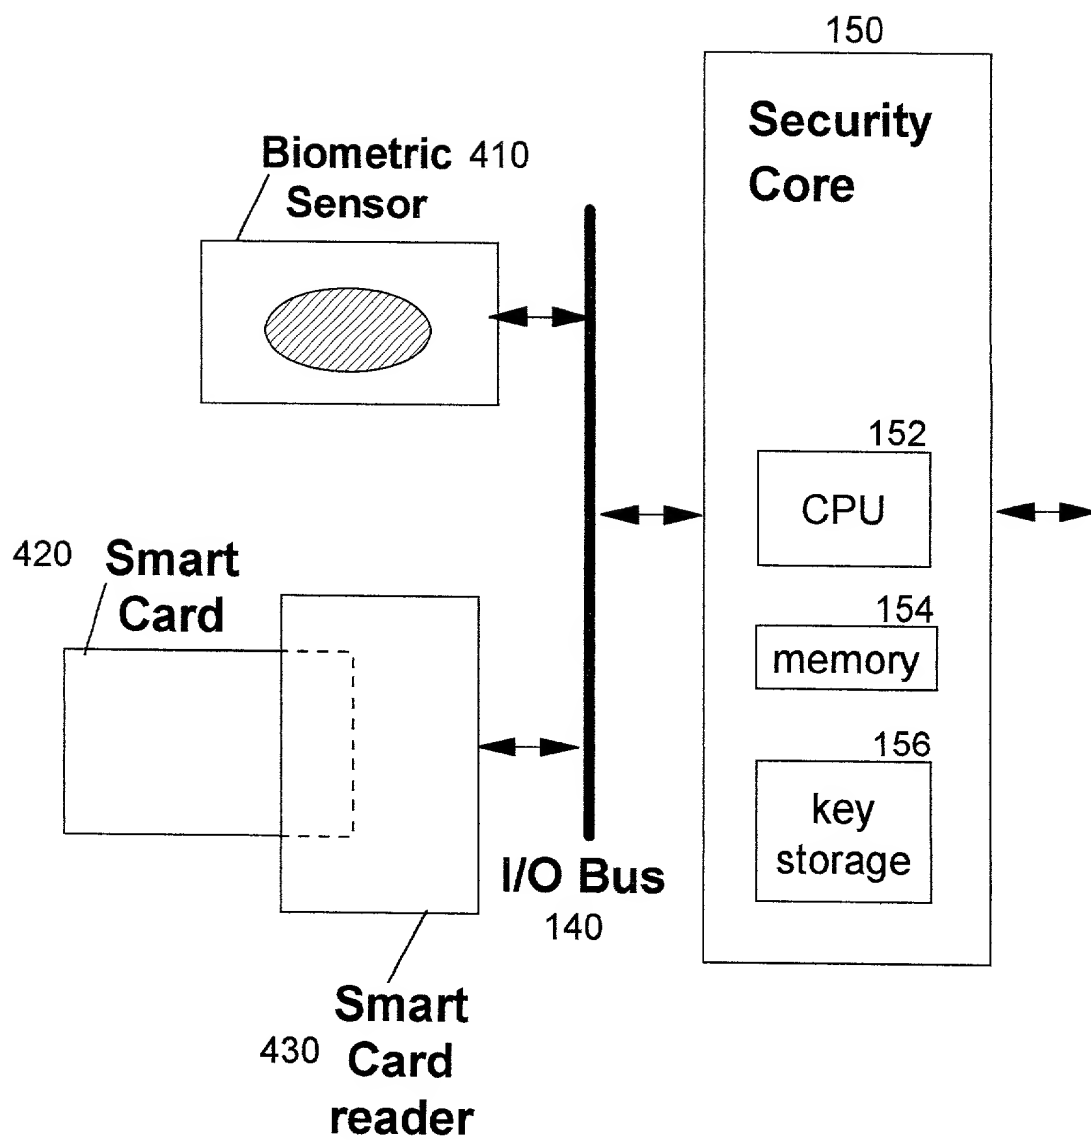 150
Security
Core
Biometric 410
Sensor
152
CPU
420 Smart
Card
154
memory
156
key
storage
I/O Bus
140
Smart
430 Card
reader